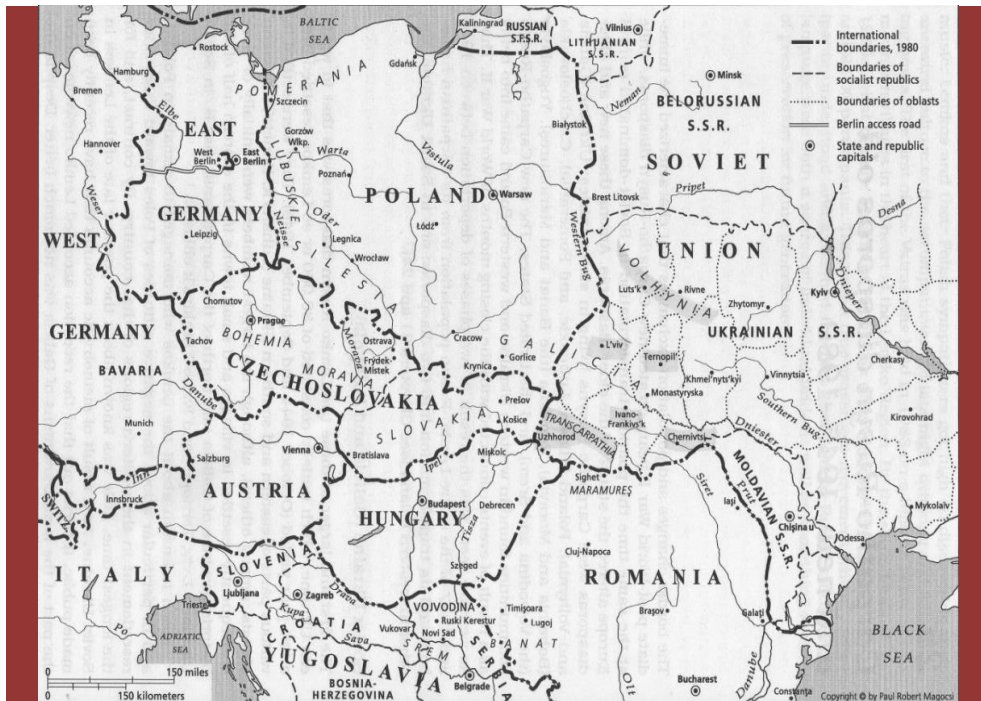 BALTIC
SEA
Kaliningrad
RUSSIAN
S.F.S.R.
Vilnius
LITHUANIAN
S.S.R.
International
boundaries, 1980
Boundaries of
socialist republics
Boundaries of oblasts
Berlin access road
State and republic
capitals
Rostock
Hamburg
Bremen
Gdańsk
POMERANIA
Szczecin
Minsk
Neman
BELORUSSIAN
S.S.R.
Elbe
EAST
GERMANY
Hannover
West
Berlin
East
Berlin
Gorzów
Wlkp.
Warta
Poznań
Białystok
Vistula
SOVIET
UNION
LUBUSKIE
SILESIA
POLAND
Warsaw
Brest Litovsk
Pripet
Desna
Weser
Oder
Neisse
Łódź
Western Bug
WEST
GERMANY
Leipzig
Legnica
Wrocław
VOLHYNIA
Luts'k
Rivne
Zhytomyr
Kyiv
Dnieper
Chomutov
Prague
BOHEMIA
Tachov
Morava
Ostrava
Frýdek-
Mistek
MORAVIA
Cracow
GALICIA
Gorlice
Krynica
L'viv
UKRAINIAN S.S.R.
Ternopil'
Khmel'nyts'kyi
Vinnytsia
Cherkasy
BAVARIA
CZECHOSLOVAKIA
Monastyryska
Danube
Prešov
SLOVAKIA
Košice
Ivano-
Frankivs'k
Southern Bug
Kirovohrad
Munich
TRANSCARPATHIA
Uzhhorod
Chernivtsi
Dniester
Vienna
Bratislava
Ipel'
Miskolc
Salzburg
Inn
Innsbruck
SWITZ.
Sighet
MARAMUREŞ
Siret
MOLDAVIAN S.S.R.
Prut
Iaşi
Chişinau
Mykolaïv
AUSTRIA
Budapest
Debrecen
HUNGARY
Tisza
Odessa
Cluj-Napoca
ITALY
SLOVENIA
Szeged
ROMANIA
Ljubljana
Zagreb
Drava
Trieste
Kupa
CROATIA
VOJVODINA
Ruski Kerestur
Timişoara
Lugoj
Braşov
Galaţi
Po
ADRIATIC
SEA
Sava
Vukovar
Novi Sad
SREM
BANAT
SERBIA
BLACK
SEA
YUGOSLAVIA
BOSNIA-
HERZEGOVINA
Belgrade
Olt
Bucharest
Danube
Constanţa
0 150 miles
0 150 kilometers
Copyright © by Paul Robert Magocsi